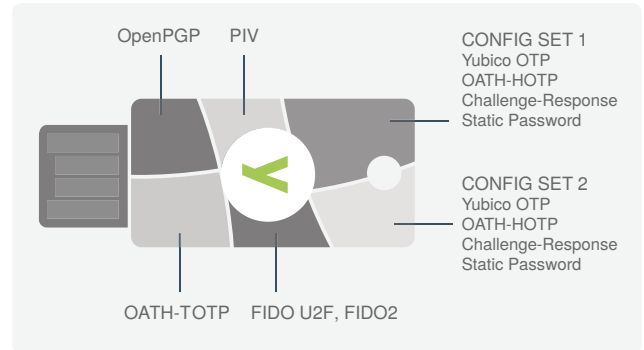 OpenPGP PIV
CONFIG SET 1
Yubico OTP
OATH-HOTP
Challenge-Response
Static Password
CONFIG SET 2
Yubico OTP
OATH-HOTP
Challenge-Response
Static Password
OATH-TOTP FIDO U2F, FIDO2